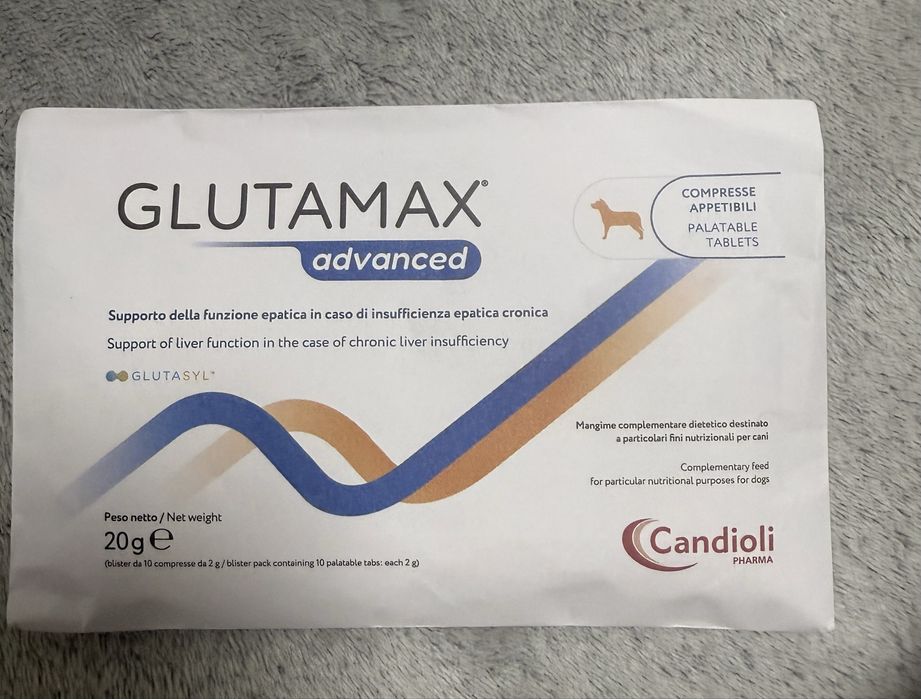 GLUTAMAX®
advanced
COMPRESSE
APPETIBILI
PALATABLE
TABLETS
Supporto della funzione epatica in caso di insufficienza epatica cronica
Support of liver function in the case of chronic liver insufficiency
GLUTASYL™
Mangime complementare dietetico destinato
a particolari fini nutrizionali per cani
Complementary feed
for particular nutritional purposes for dogs
Peso netto / Net weight
20g ℮
(blister da 10 compresse da 2 g / blister pack containing 10 palatable tabs: each 2 g)
Candioli
PHARMA